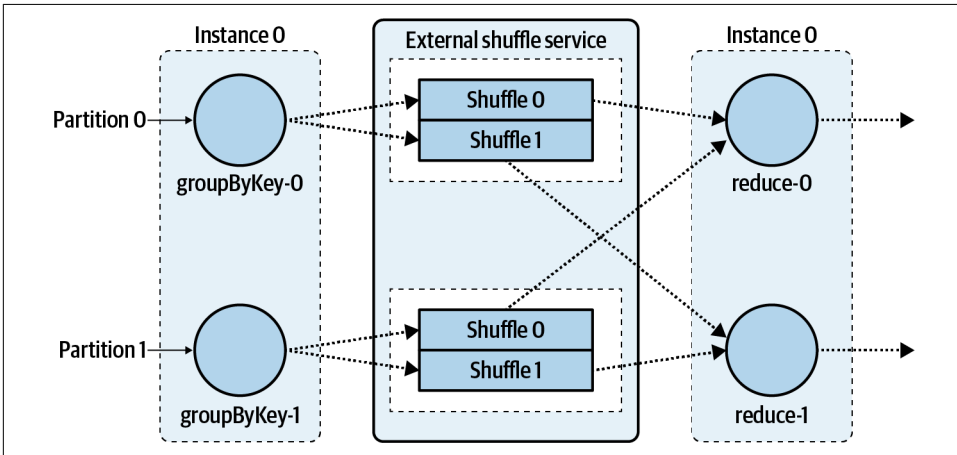 Instance 0
External shuffle service
Instance 0
Partition 0
groupByKey-0
Shuffle 0
Shuffle 1
reduce-0
Partition 1
groupByKey-1
Shuffle 0
Shuffle 1
reduce-1